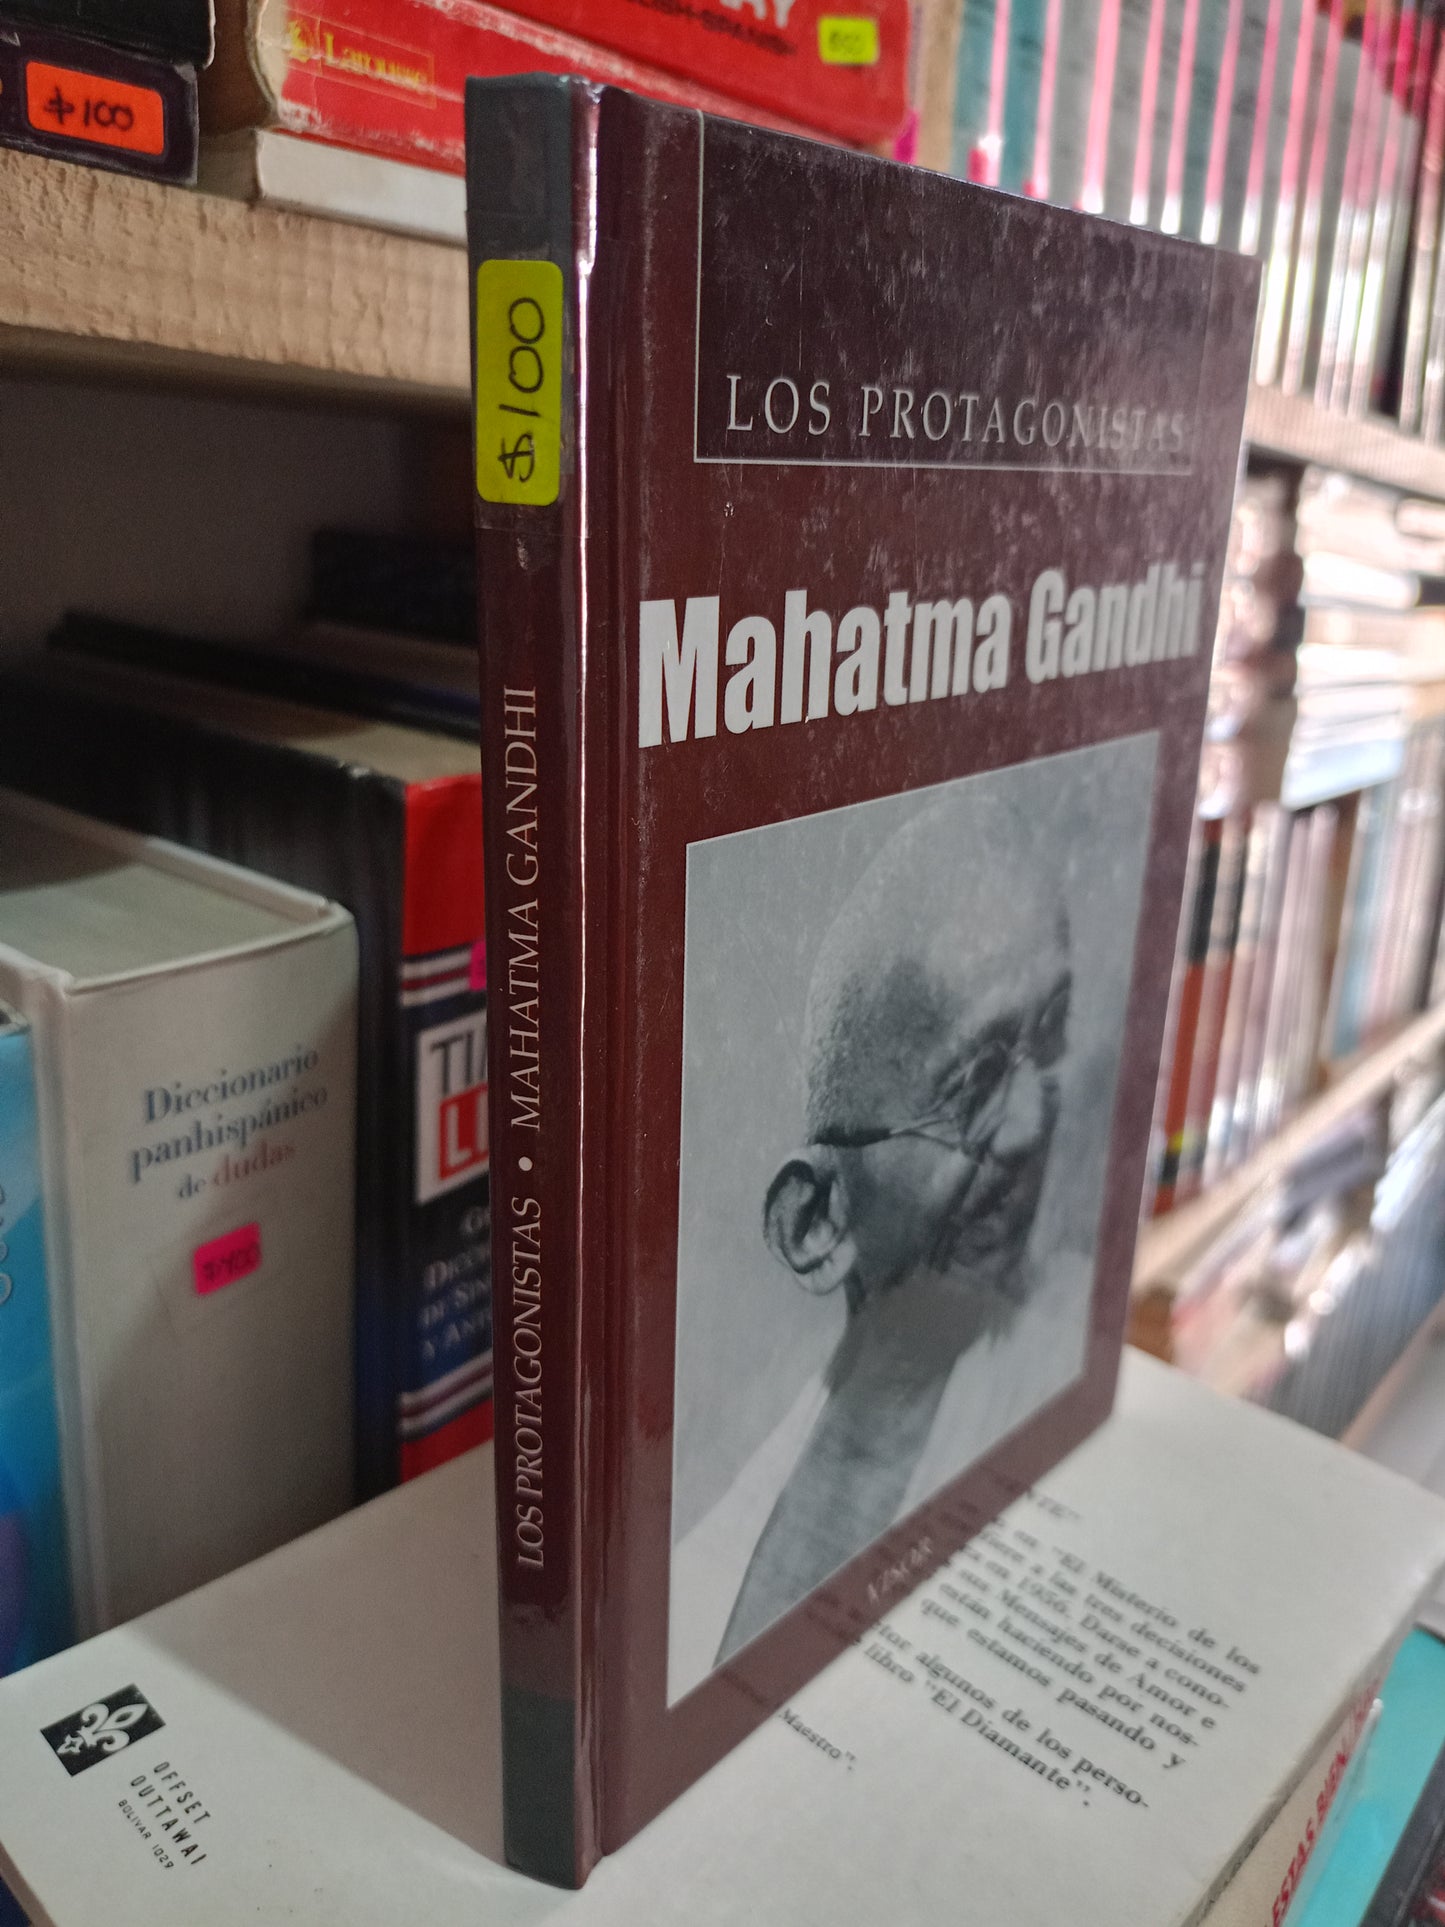 $100
Larousse
$100
LOS PROTAGONISTAS • MAHATMA GANDHI
LOS PROTAGONISTAS
Mahatma Gandhi
Diccionario
panhispánico
de dudas
$400
OFFSET
OUTTAWAI
BOLIVAR 1029
en "El Misterio de los
a las tres decisiones
en 1956. Darse a cono-
sus Mensajes de Amor e
están haciendo por nos-
que estamos pasando y
algunos de los perso-
libro "El Diamante".
Maestro".